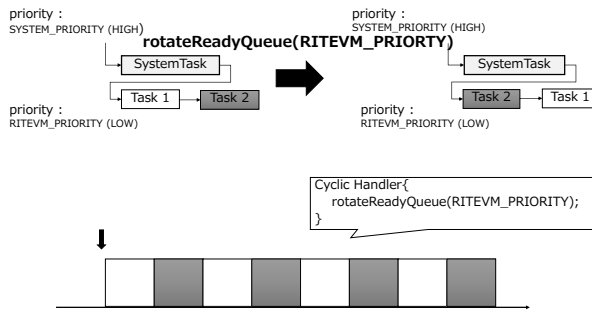 priority :
SYSTEM_PRIORITY (HIGH)
rotateReadyQueue(RITEVM_PRIORTY)
SystemTask
Task 1
Task 2
priority :
RITEVM_PRIORITY (LOW)
priority :
SYSTEM_PRIORITY (HIGH)
SystemTask
Task 2
Task 1
priority :
RITEVM_PRIORITY (LOW)
Cyclic Handler{
rotateReadyQueue(RITEVM_PRIORITY);
}